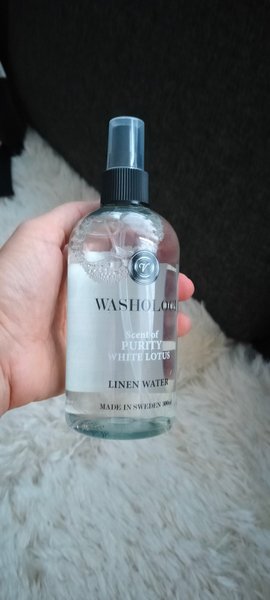 WASHOLOGI
Scent of
PURITY
WHITE LOTUS
LINEN WATER
MADE IN SWEDEN